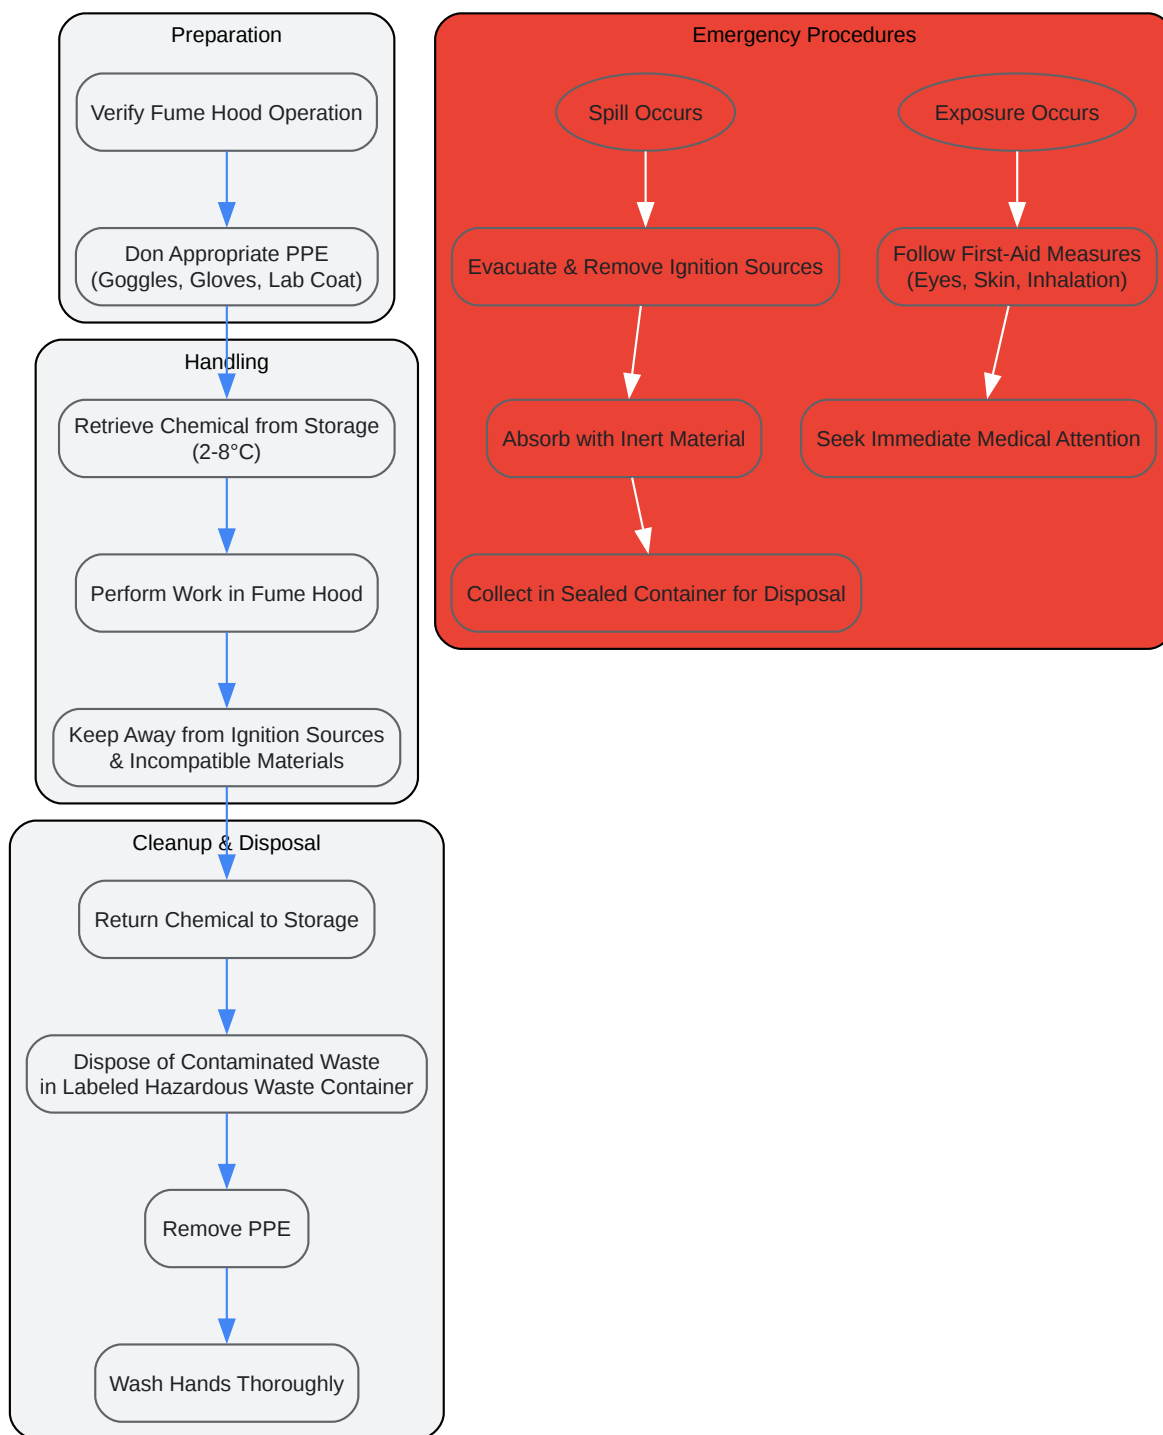 Preparation
Verify Fume Hood Operation
Don Appropriate PPE
(Goggles, Gloves, Lab Coat)
Handling
Retrieve Chemical from Storage
(2-8°C)
Perform Work in Fume Hood
Keep Away from Ignition Sources
& Incompatible Materials
Cleanup & Disposal
Return Chemical to Storage
Dispose of Contaminated Waste
in Labeled Hazardous Waste Container
Remove PPE
Wash Hands Thoroughly
Emergency Procedures
Spill Occurs
Evacuate & Remove Ignition Sources
Absorb with Inert Material
Collect in Sealed Container for Disposal
Exposure Occurs
Follow First-Aid Measures
(Eyes, Skin, Inhalation)
Seek Immediate Medical Attention